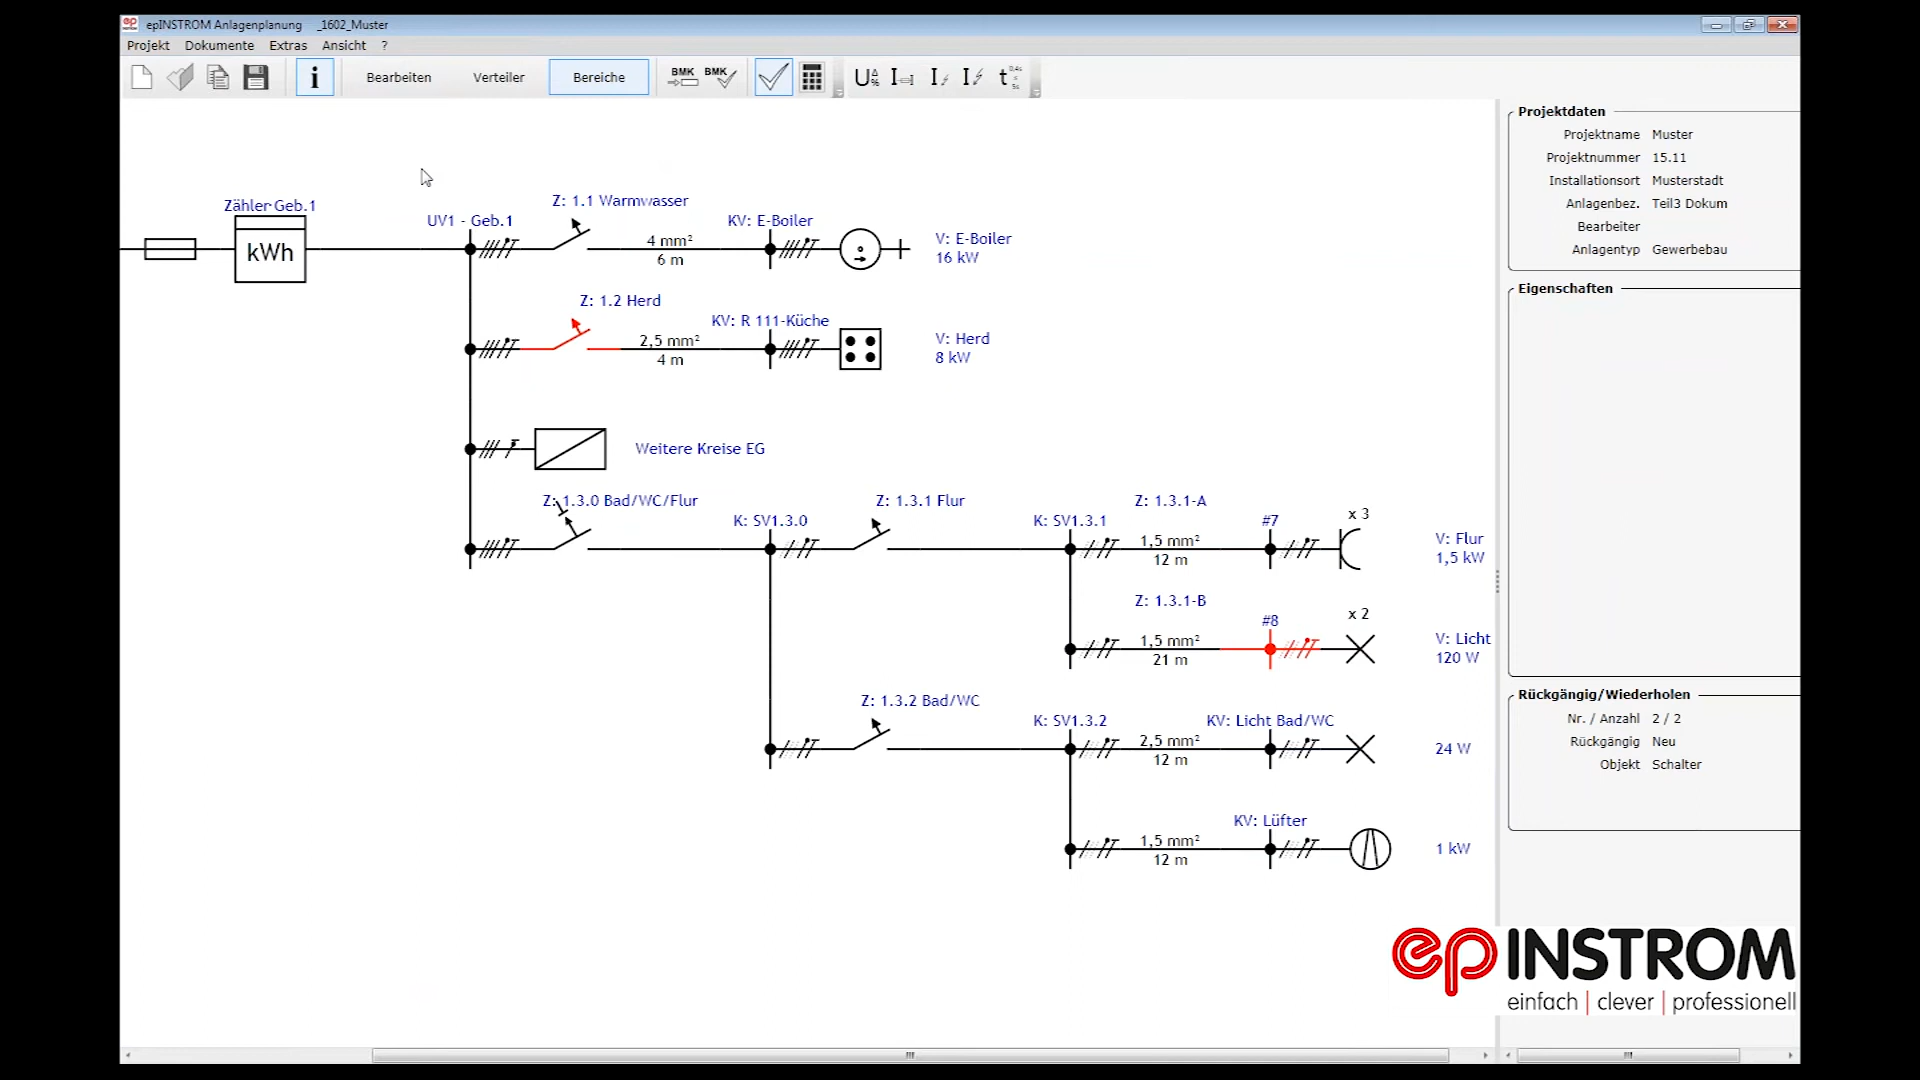 epINSTROM Anlagenplanung _1602_Muster
Projekt Dokumente Extras Ansicht ?
i Bearbeiten Verteiler Bereiche BMK BMK
Zähler Geb.1
kWh
UV1 - Geb.1
Z: 1.1 Warmwasser
4 mm²
6 m
KV: E-Boiler
V: E-Boiler
16 kW
Z: 1.2 Herd
2,5 mm²
4 m
KV: R 111-Küche
V: Herd
8 kW
Weitere Kreise EG
Z: 1.3.0 Bad/WC/Flur
K: SV1.3.0
Z: 1.3.1 Flur
K: SV1.3.1
Z: 1.3.1-A
1,5 mm²
12 m
#7
x 3
V: Flur
1,5 kW
Z: 1.3.1-B
1,5 mm²
21 m
#8
x 2
V: Licht
120 W
Z: 1.3.2 Bad/WC
K: SV1.3.2
2,5 mm²
12 m
KV: Licht Bad/WC
24 W
1,5 mm²
12 m
KV: Lüfter
1 kW
Projektdaten
Projektname Muster
Projektnummer 15.11
Installationsort Musterstadt
Anlagenbez. Teil3 Dokum
Bearbeiter
Anlagentyp Gewerbebau
Eigenschaften
Rückgängig/Wiederholen
Nr. / Anzahl 2 / 2
Rückgängig Neu
Objekt Schalter
ep INSTROM
einfach | clever | professionell